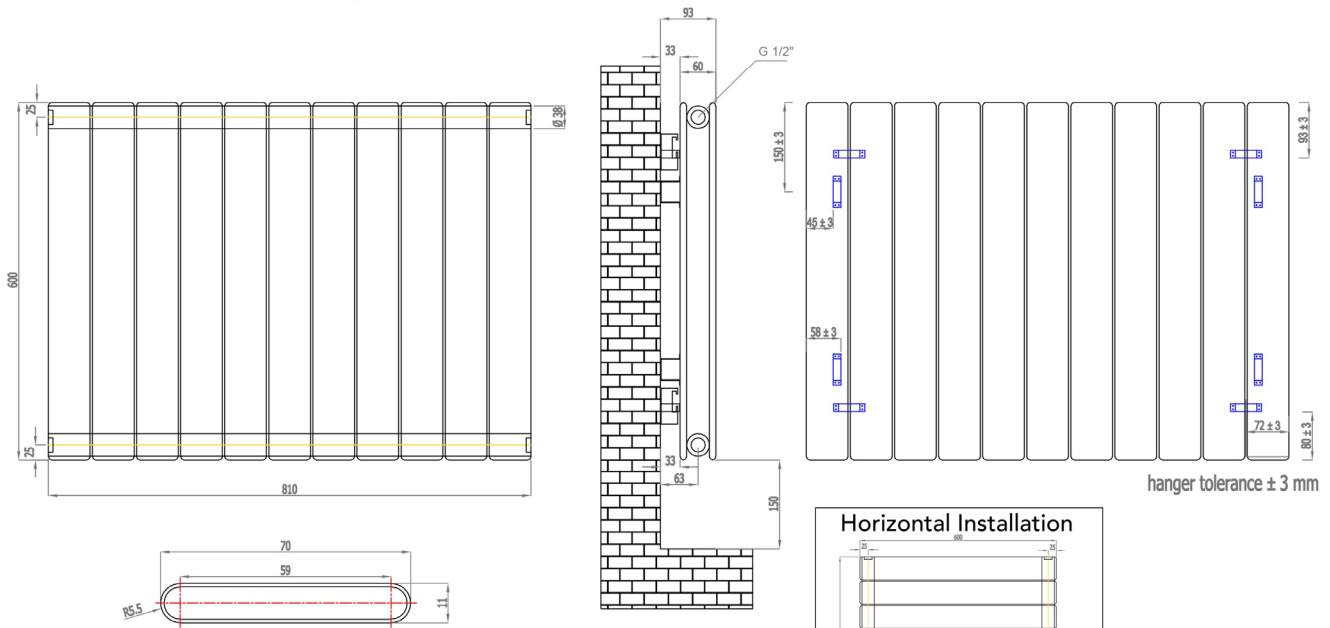 25
Ø 38
600
25
810
70
59
R5.5
11
93
33
60
G 1/2"
33
63
150
150 ± 3
93 ± 3
45 ± 3
58 ± 3
72 ± 3
80 ± 3
hanger tolerance ± 3 mm
Horizontal Installation
600